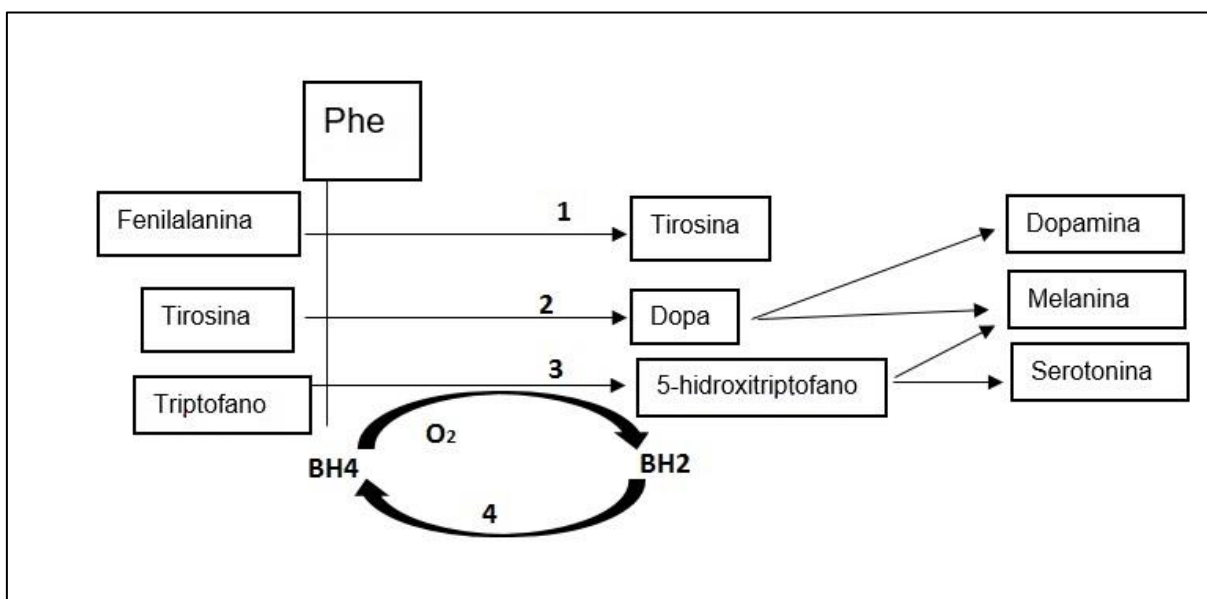 Phe
Fenilalanina
1
Tirosina
Dopamina
Tirosina
2
Dopa
Melanina
Triptofano
3
5-hidroxitriptofano
Serotonina
O₂
BH4
BH2
4